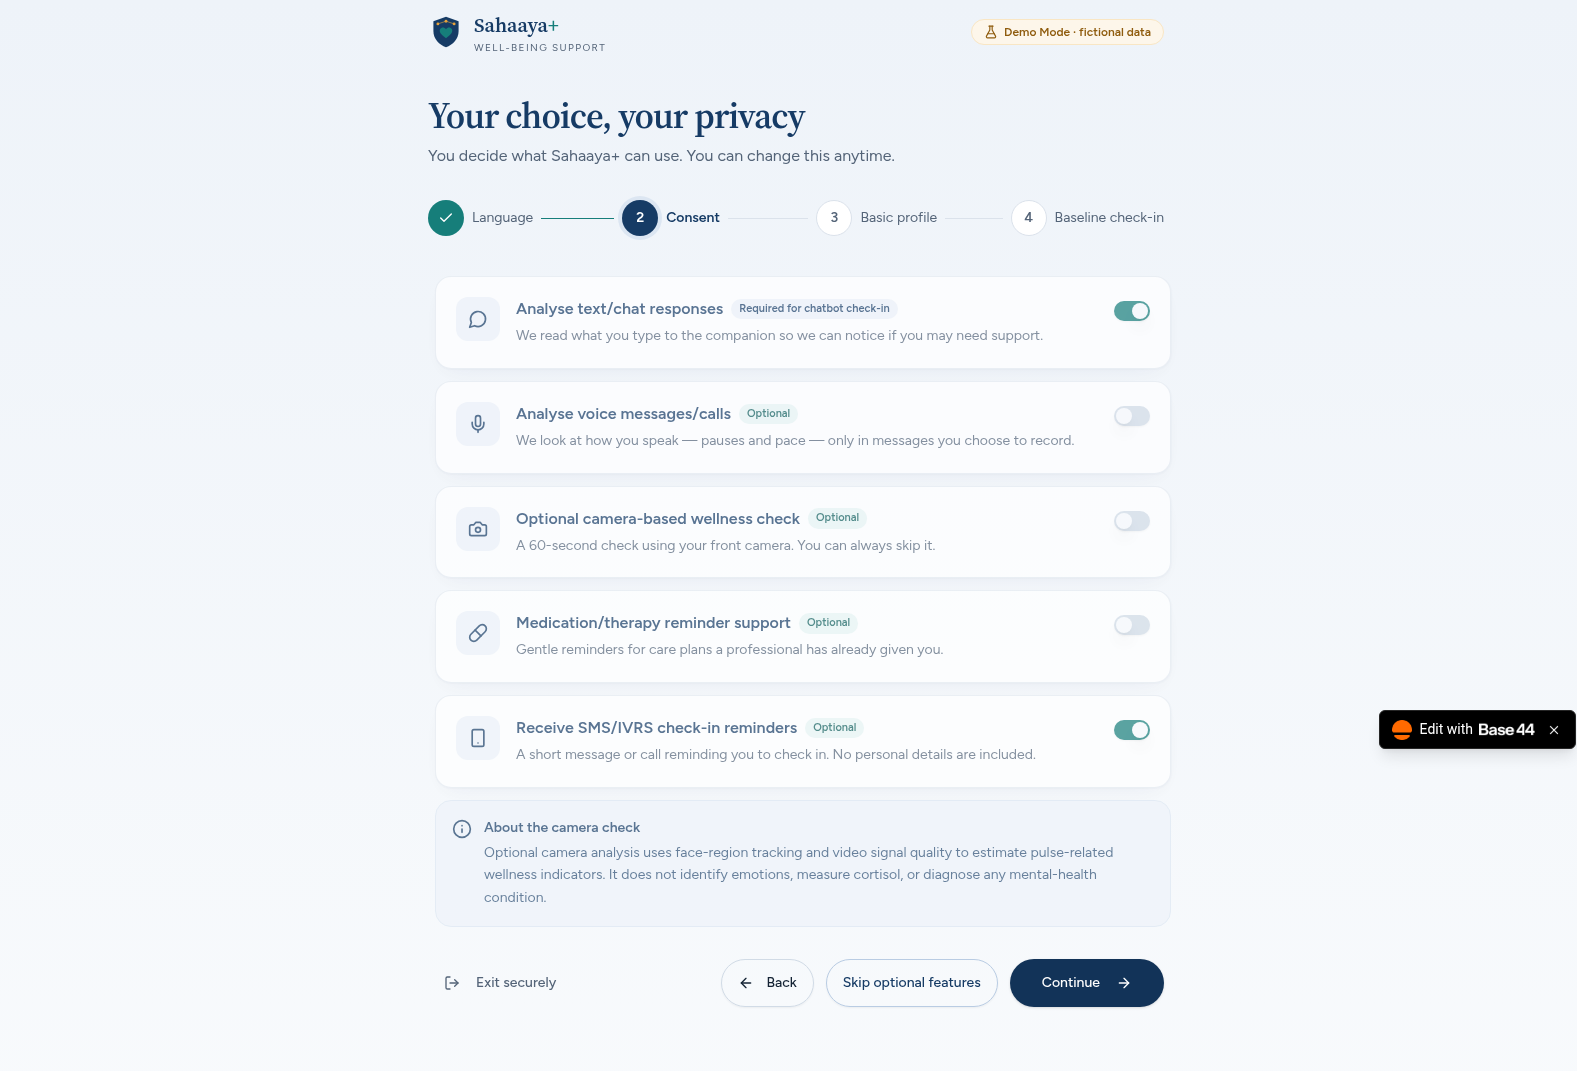 Sahaaya+
WELL-BEING SUPPORT
Demo Mode · fictional data
Your choice, your privacy
You decide what Sahaaya+ can use. You can change this anytime.
Language
2 Consent
3 Basic profile
4 Baseline check-in
Analyse text/chat responses Required for chatbot check-in
We read what you type to the companion so we can notice if you may need support.
Analyse voice messages/calls Optional
We look at how you speak — pauses and pace — only in messages you choose to record.
Optional camera-based wellness check Optional
A 60-second check using your front camera. You can always skip it.
Medication/therapy reminder support Optional
Gentle reminders for care plans a professional has already given you.
Receive SMS/IVRS check-in reminders Optional
A short message or call reminding you to check in. No personal details are included.
Edit with Base44
About the camera check
Optional camera analysis uses face-region tracking and video signal quality to estimate pulse-related
wellness indicators. It does not identify emotions, measure cortisol, or diagnose any mental-health
condition.
Exit securely
Back
Skip optional features
Continue